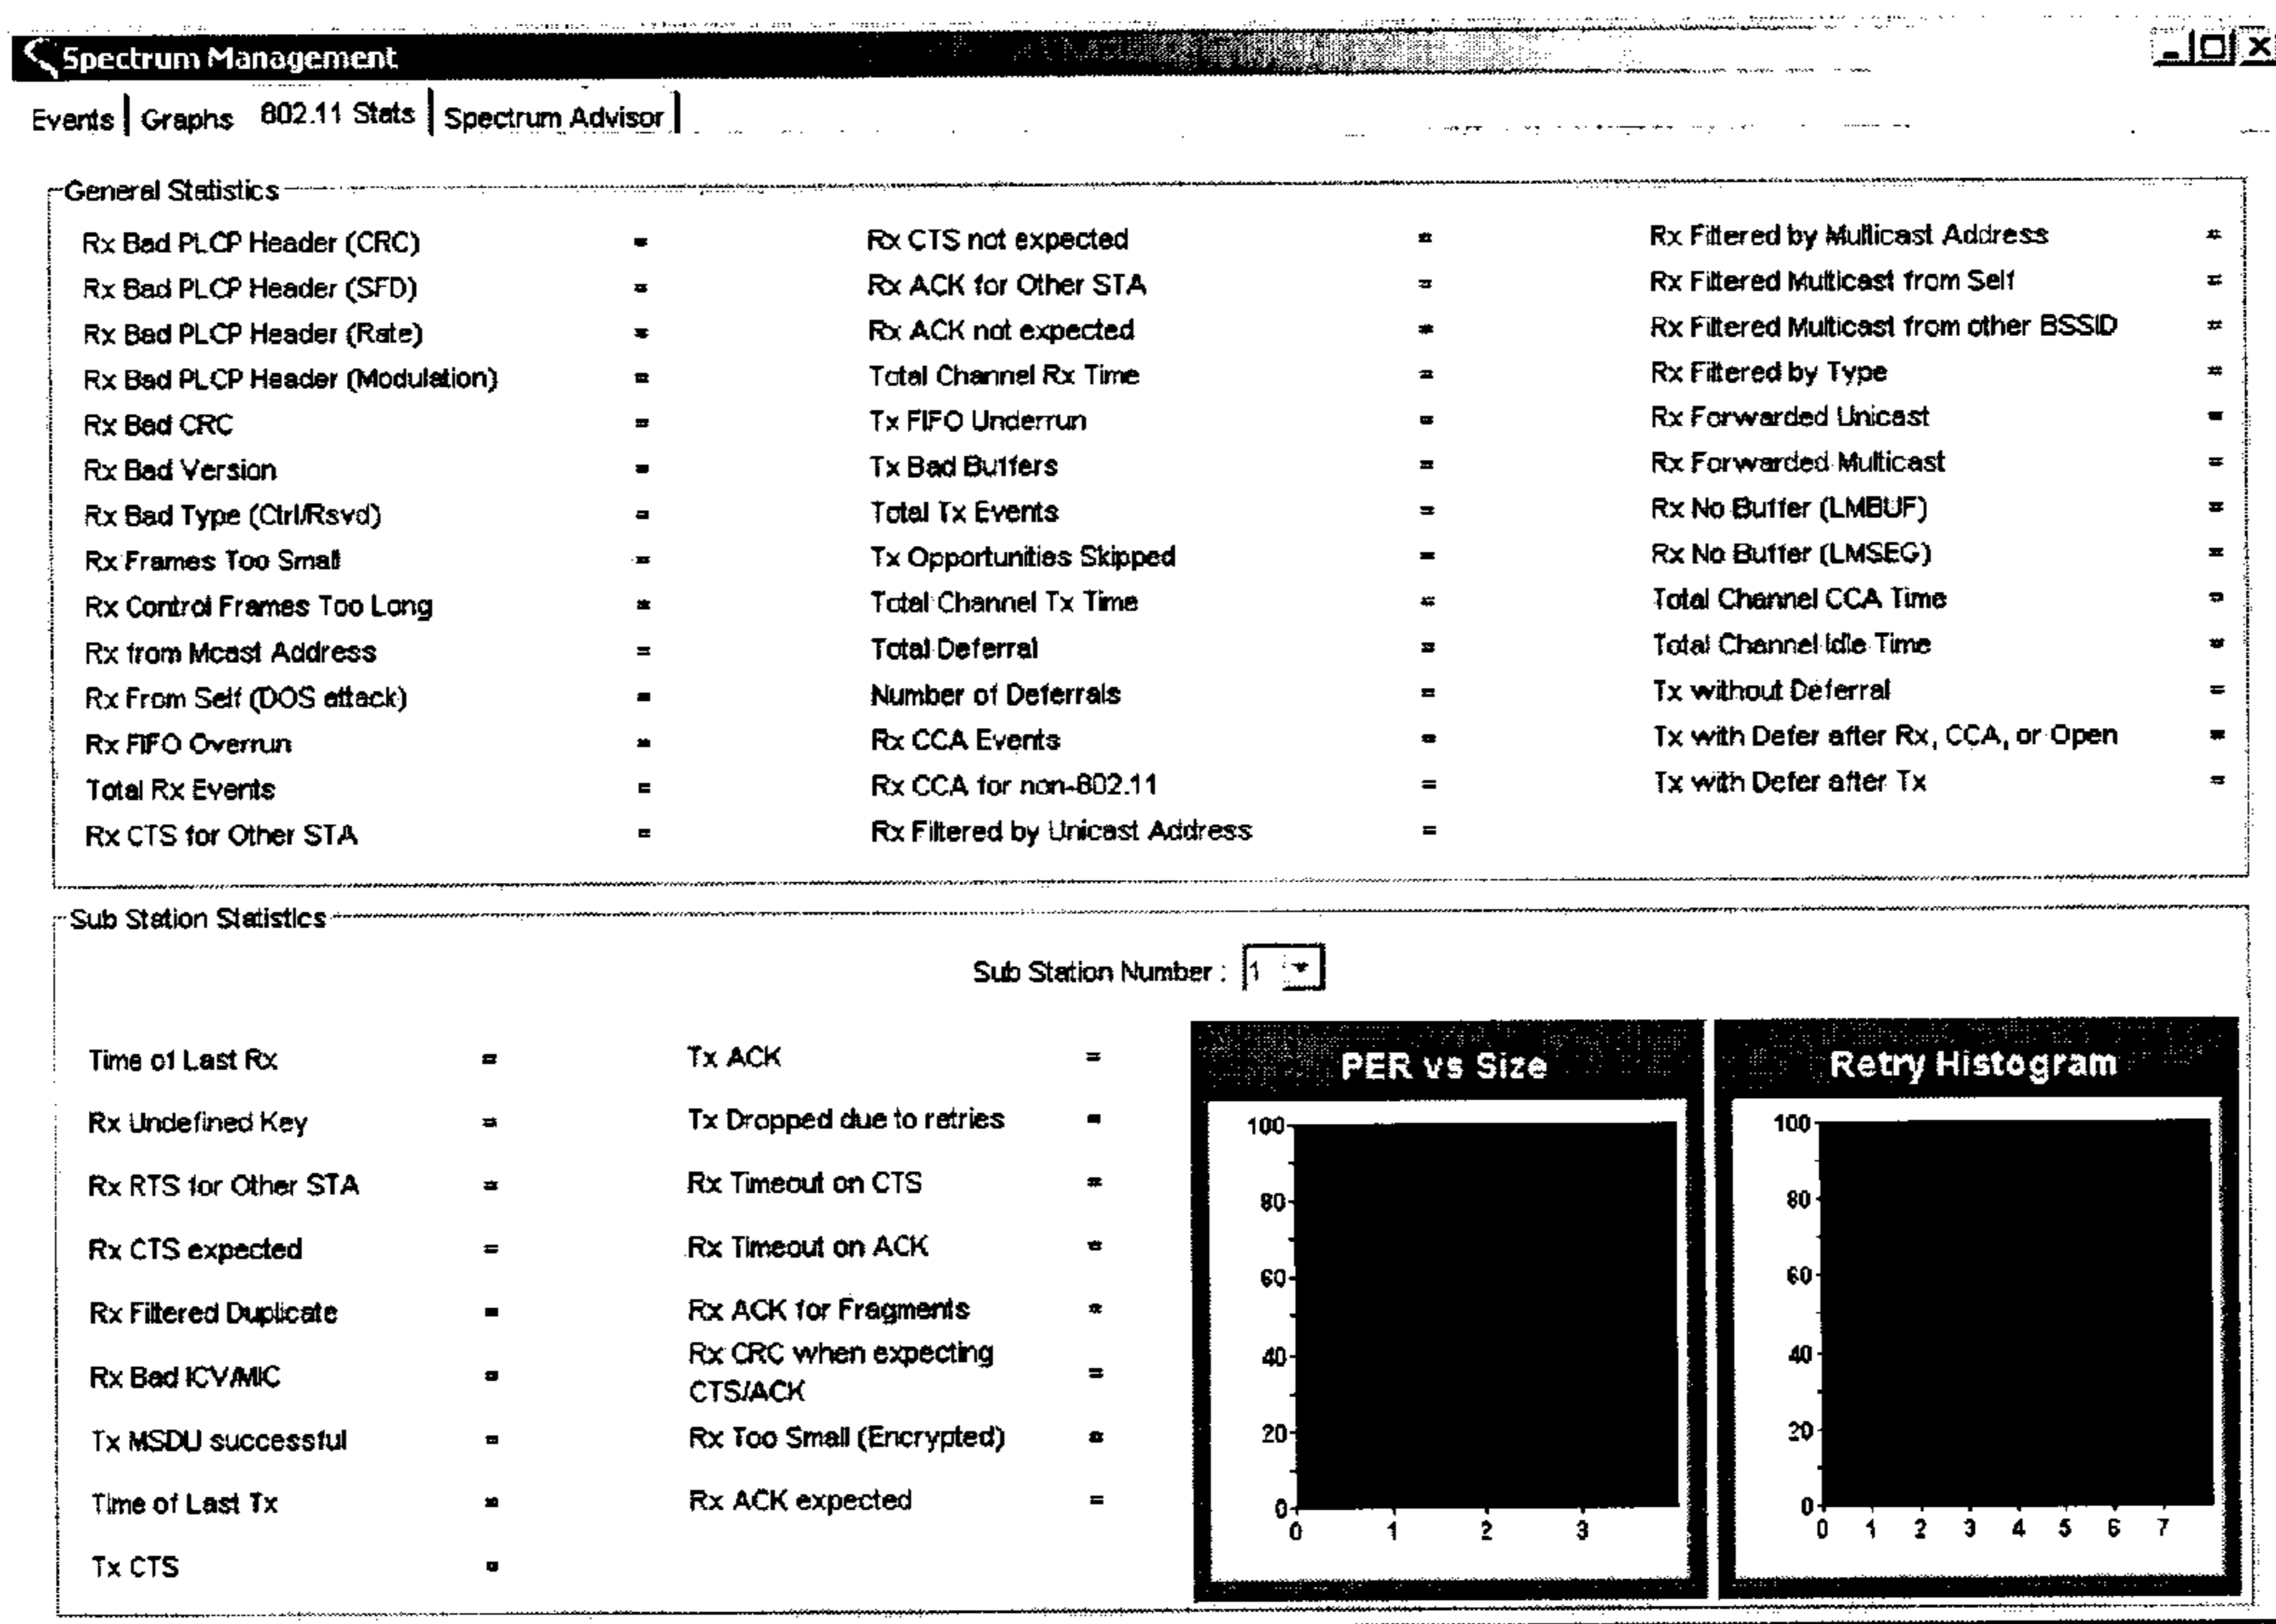 Spectrum Management
Events Graphs 802.11 Stats Spectrum Advisor
General Statistics
Rx Bad PLCP Header (CRC) =
Rx Bad PLCP Header (SFD) =
Rx Bad PLCP Header (Rate) =
Rx Bad PLCP Header (Modulation) =
Rx Bad CRC =
Rx Bad Version =
Rx Bad Type (Ctrl/Rsvd) =
Rx Frames Too Small =
Rx Control Frames Too Long =
Rx from Mcast Address =
Rx From Self (DOS attack) =
Rx FIFO Overrun =
Total Rx Events =
Rx CTS for Other STA =
Rx CTS not expected =
Rx ACK for Other STA =
Rx ACK not expected =
Total Channel Rx Time =
Tx FIFO Underrun =
Tx Bad Buffers =
Total Tx Events =
Tx Opportunities Skipped =
Total Channel Tx Time =
Total Deferral =
Number of Deferrals =
Rx CCA Events =
Rx CCA for non-802.11 =
Rx Filtered by Unicast Address =
Rx Filtered by Multicast Address =
Rx Filtered Multicast from Self =
Rx Filtered Multicast from other BSSID =
Rx Filtered by Type =
Rx Forwarded Unicast =
Rx Forwarded Multicast =
Rx No Buffer (LMBUF) =
Rx No Buffer (LMSEG) =
Total Channel CCA Time =
Total Channel Idle Time =
Tx without Deferral =
Tx with Defer after Rx, CCA, or Open =
Tx with Defer after Tx =
Sub Station Statistics
Sub Station Number : 1
Time of Last Rx =
Rx Undefined Key =
Rx RTS for Other STA =
Rx CTS expected =
Rx Filtered Duplicate =
Rx Bad ICV/MIC =
Tx MSDU successful =
Time of Last Tx =
Tx CTS =
Tx ACK =
Tx Dropped due to retries =
Rx Timeout on CTS =
Rx Timeout on ACK =
Rx ACK for Fragments =
Rx CRC when expecting
CTS/ACK =
Rx Too Small (Encrypted) =
Rx ACK expected =
PER vs Size
100
80
60
40
20
0
0 1 2 3
Retry Histogram
100
80
60
40
20
0
0 1 2 3 4 5 6 7